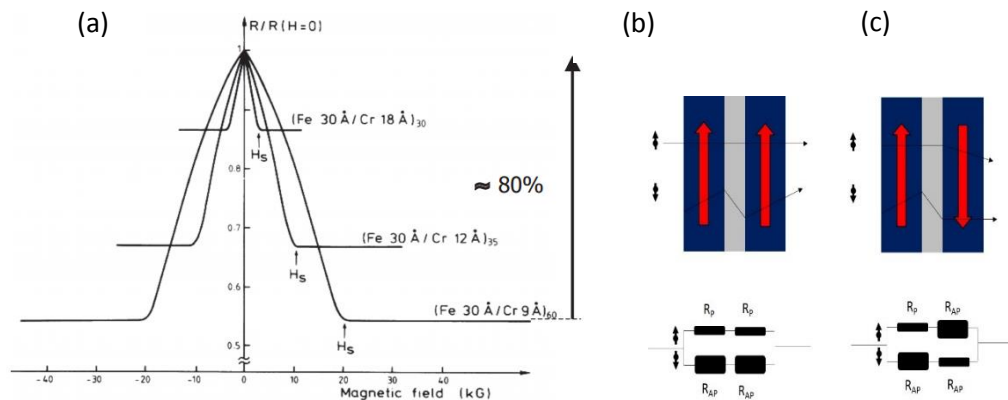 (a)
R/R(H=0)
1
(Fe 30 Å/Cr 18 Å)30
HS
0.8
≈ 80%
0.7
(Fe 30 Å/Cr 12 Å)35
HS
0.6
(Fe 30 Å/Cr 9 Å)60
HS
0.5
-40 -30 -20 -10 0 10 20 30 40
Magnetic field (kG)
(b)
RP RP
RAP RAP
(c)
RP RAP
RAP RAP